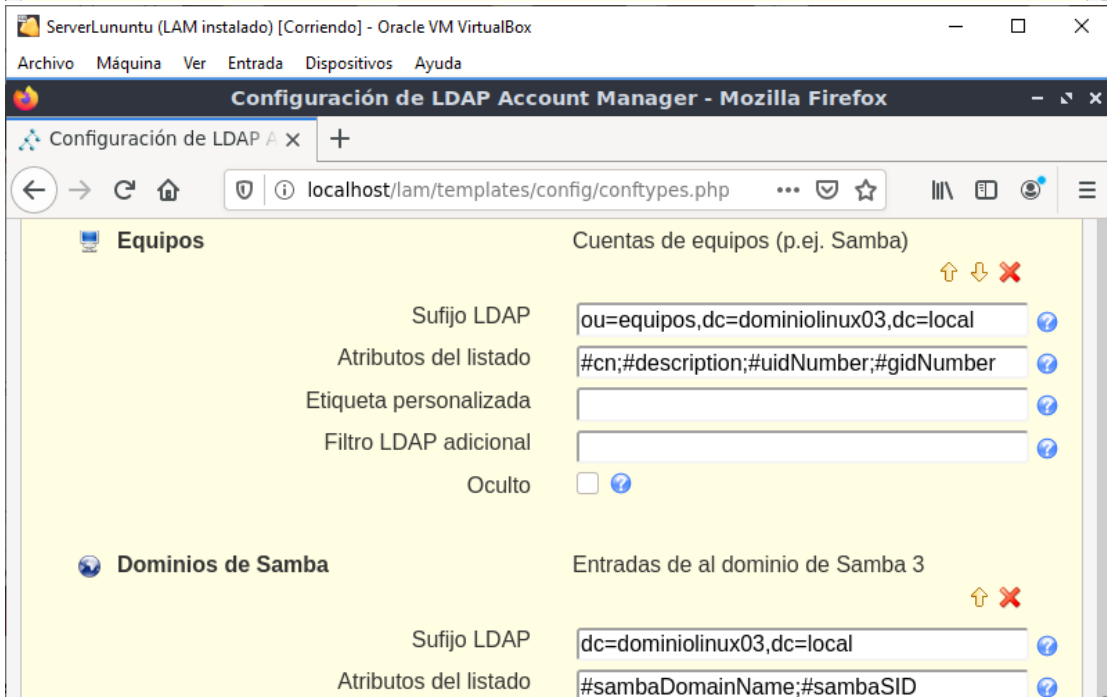 ServerLununtu (LAM instalado) [Corriendo] - Oracle VM VirtualBox
Archivo Máquina Ver Entrada Dispositivos Ayuda
Configuración de LDAP Account Manager - Mozilla Firefox
Configuración de LDAP A
localhost/lam/templates/config/conftypes.php
Equipos Cuentas de equipos (p.ej. Samba)
Sufijo LDAP ou=equipos,dc=dominiolinux03,dc=local
Atributos del listado #cn;#description;#uidNumber;#gidNumber
Etiqueta personalizada
Filtro LDAP adicional
Oculto
Dominios de Samba Entradas de al dominio de Samba 3
Sufijo LDAP dc=dominiolinux03,dc=local
Atributos del listado #sambaDomainName;#sambaSID